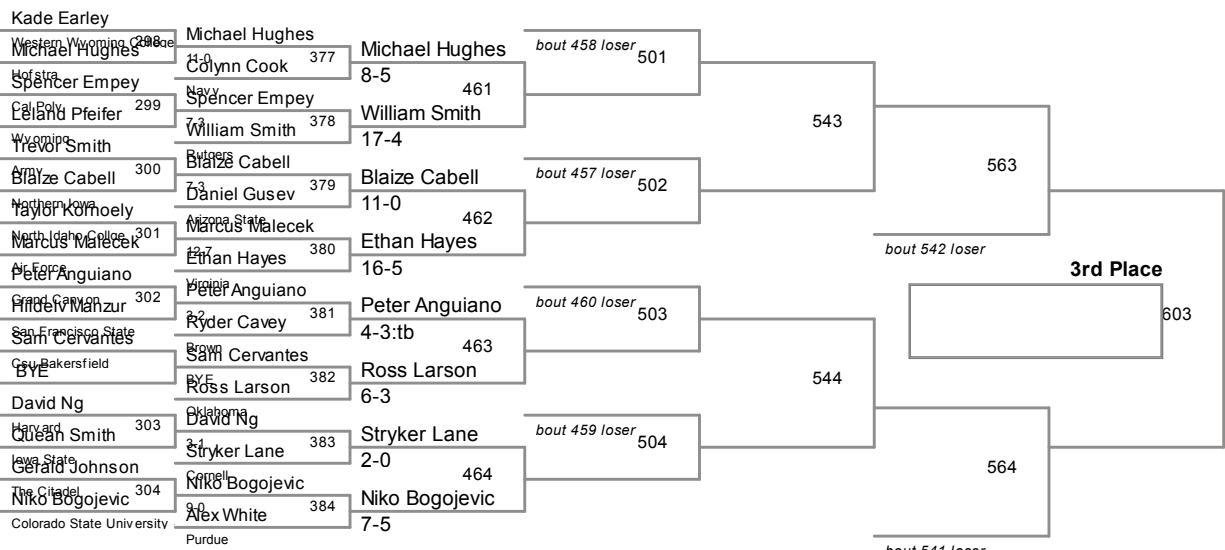 Kade Earley
Western Wyoming College
298
Michael Hughes
Hofstra
Spencer Empey
Cal Poly
299
Leland Pfeifer
Wyoming
Trevor Smith
Army
300
Blaize Cabell
Northern Iowa
Taylor Kornoely
North Idaho College
301
Marcus Malecek
Air Force
Peter Anguiano
Grand Canyon
302
Hildelv Manzur
San Francisco State
Sam Cervantes
Csu Bakersfield
BYE
David Ng
Harvard
303
Quean Smith
Iowa State
Gerald Johnson
The Citadel
304
Niko Bogojevic
Colorado State University
Michael Hughes
11-0
377
Colynn Cook
Navy
Spencer Empey
7-3
378
William Smith
Rutgers
Blaize Cabell
7-3
379
Daniel Gusev
Arizona State
Marcus Malecek
12-7
380
Ethan Hayes
Virginia
Peter Anguiano
3-2
381
Ryder Cavey
Brown
Sam Cervantes
BYE
382
Ross Larson
Oklahoma
David Ng
3-1
383
Stryker Lane
Cornell
Niko Bogojevic
9-0
384
Alex White
Purdue
Michael Hughes
8-5
461
William Smith
17-4
Blaize Cabell
11-0
462
Ethan Hayes
16-5
Peter Anguiano
4-3:tb
463
Ross Larson
6-3
Stryker Lane
2-0
464
Niko Bogojevic
7-5
bout 458 loser
501
bout 457 loser
502
bout 460 loser
503
bout 459 loser
504
543
544
563
bout 542 loser
564
bout 541 loser
3rd Place
603